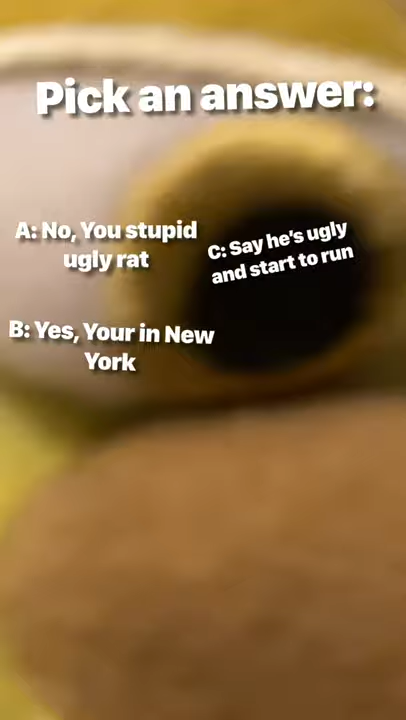 Pick an answer:
A: No, You stupid
ugly rat
C: Say he's ugly
and start to run
B: Yes, Your in New
York